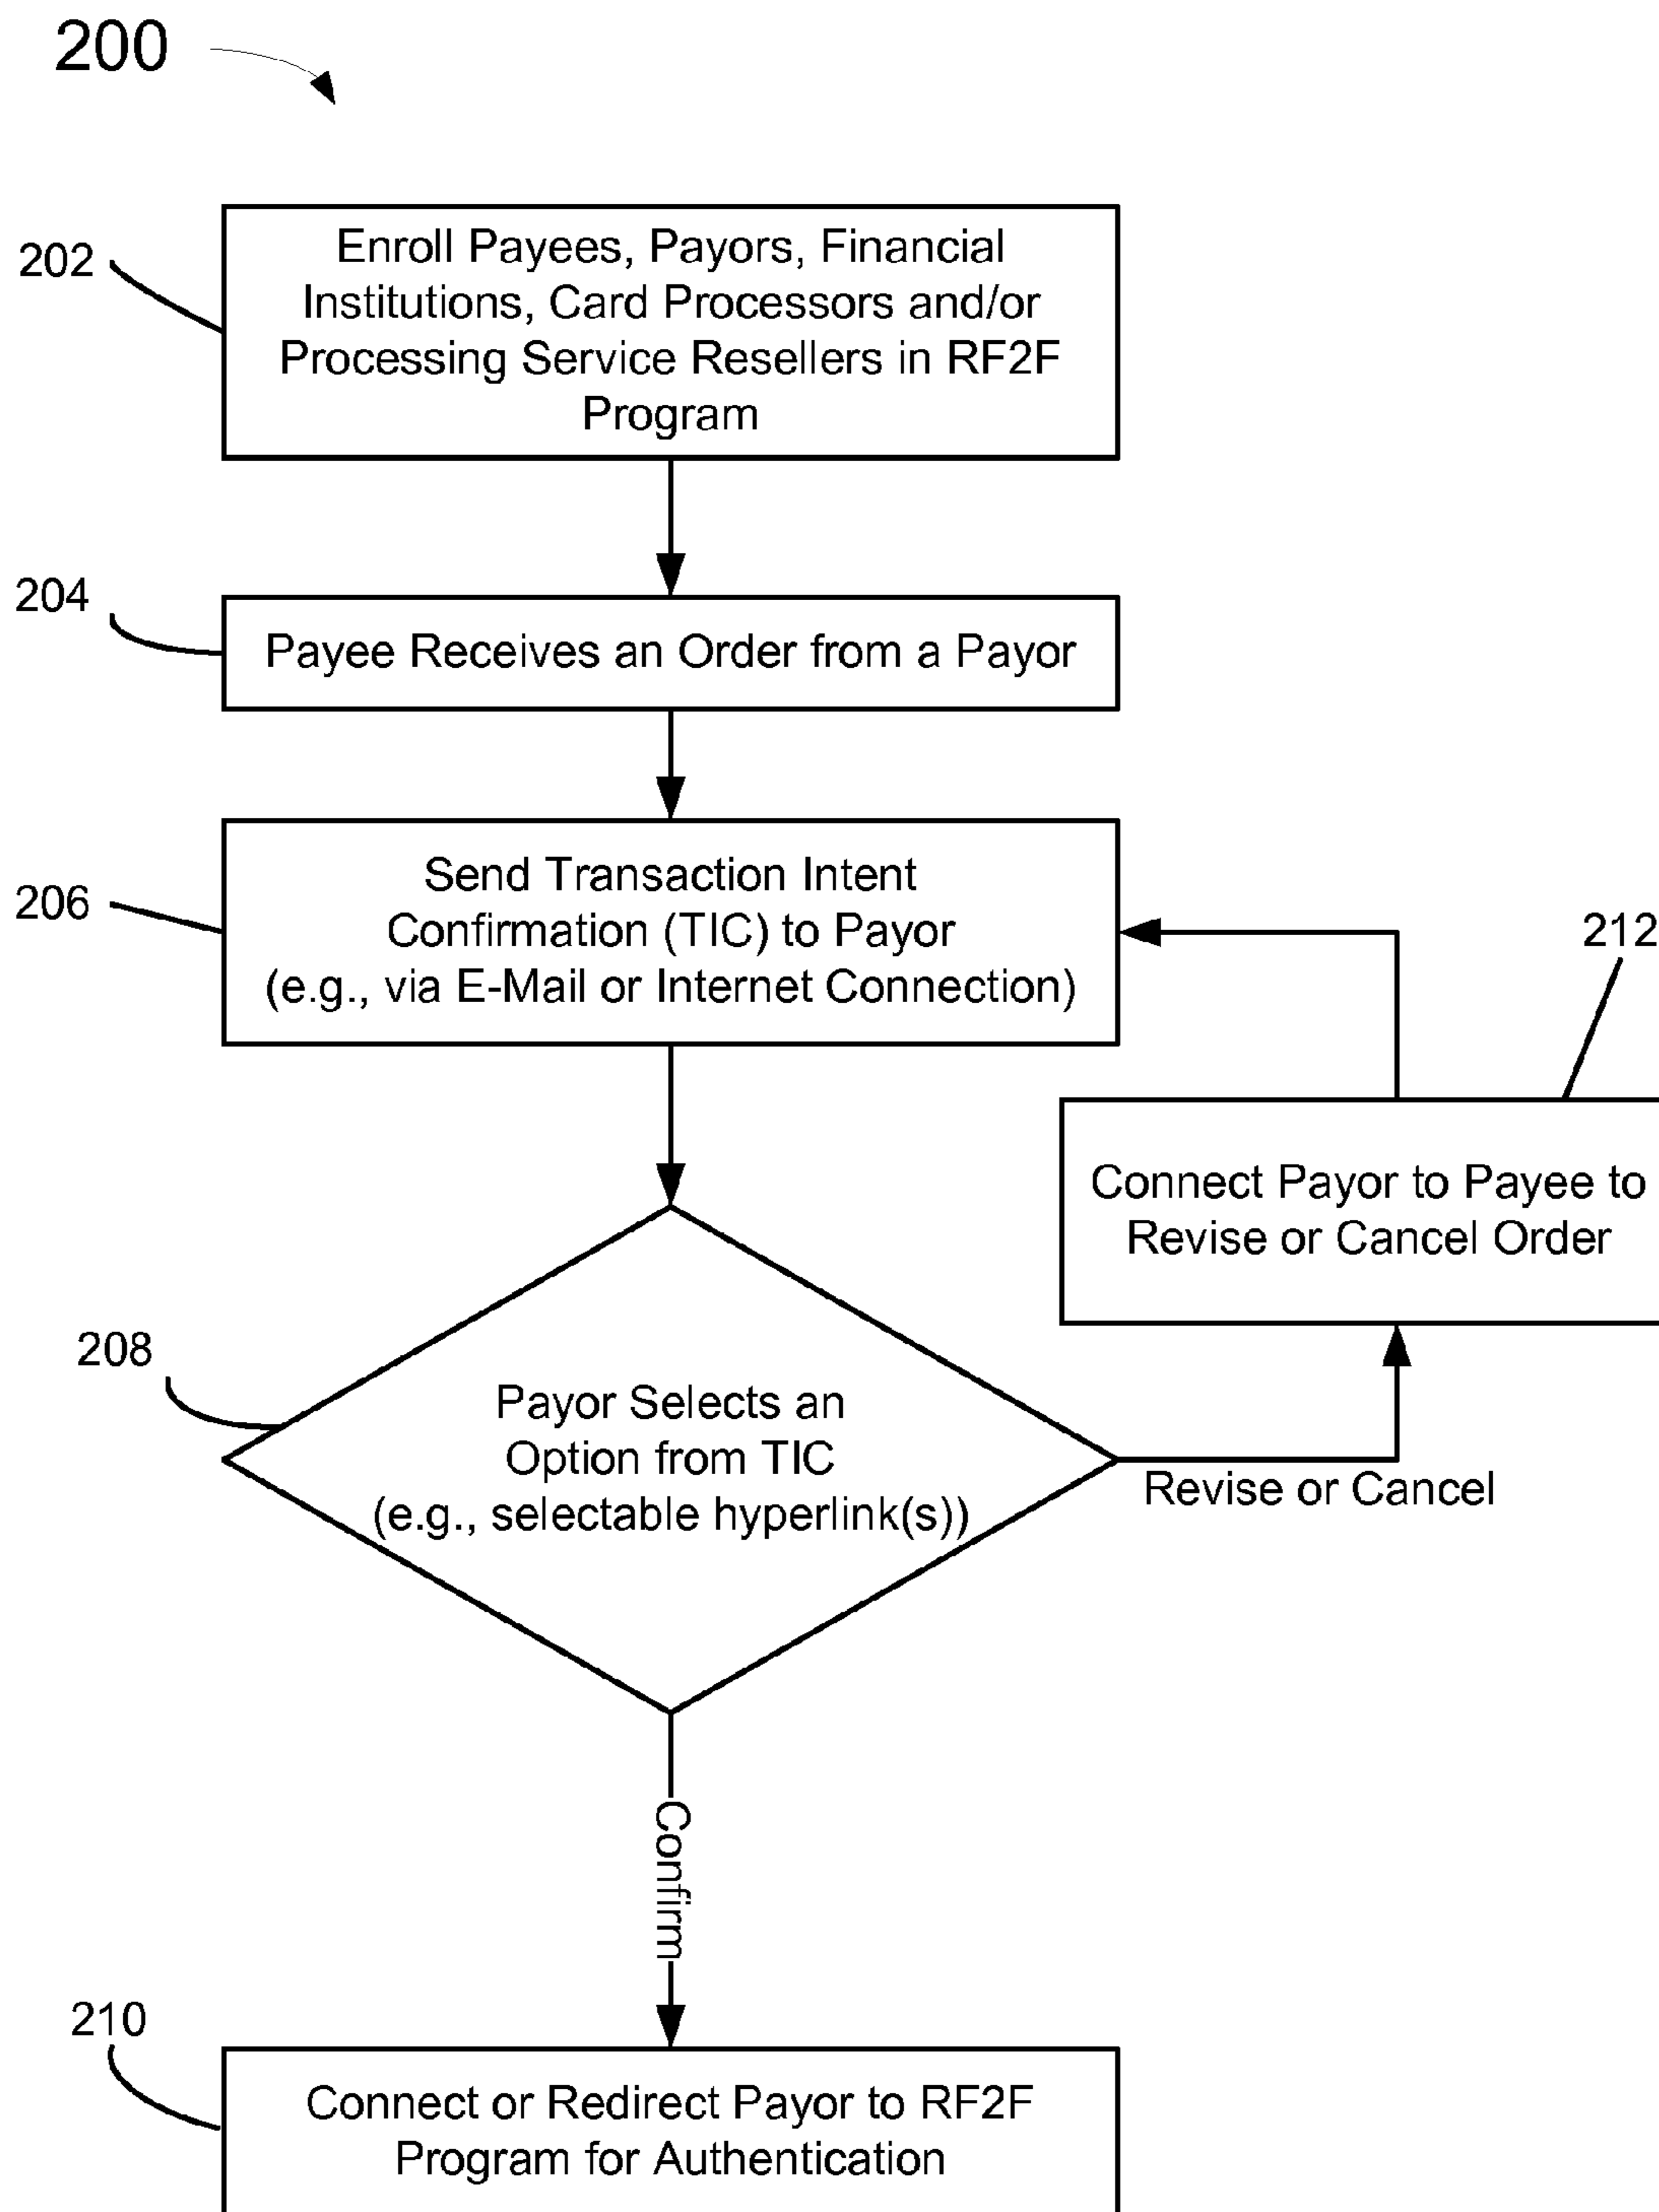 200
202
Enroll Payees, Payors, Financial
Institutions, Card Processors and/or
Processing Service Resellers in RF2F
Program
204
Payee Receives an Order from a Payor
206
Send Transaction Intent
Confirmation (TIC) to Payor
(e.g., via E-Mail or Internet Connection)
212
Connect Payor to Payee to
Revise or Cancel Order
208
Payor Selects an
Option from TIC
(e.g., selectable hyperlink(s))
Revise or Cancel
Confirm
210
Connect or Redirect Payor to RF2F
Program for Authentication